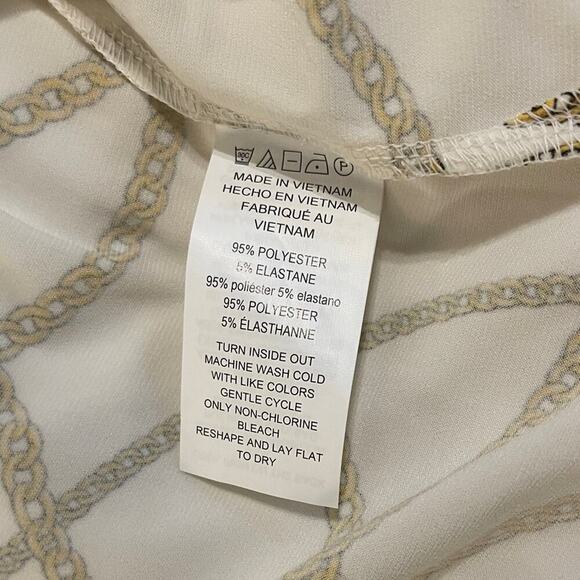 30C
P
MADE IN VIETNAM
HECHO EN VIETNAM
FABRIQUÉ AU
VIETNAM
95% POLYESTER
5% ELASTANE
95% poliéster 5% elastano
95% POLYESTER
5% ÉLASTHANNE
TURN INSIDE OUT
MACHINE WASH COLD
WITH LIKE COLORS
GENTLE CYCLE
ONLY NON-CHLORINE
BLEACH
RESHAPE AND LAY FLAT
TO DRY